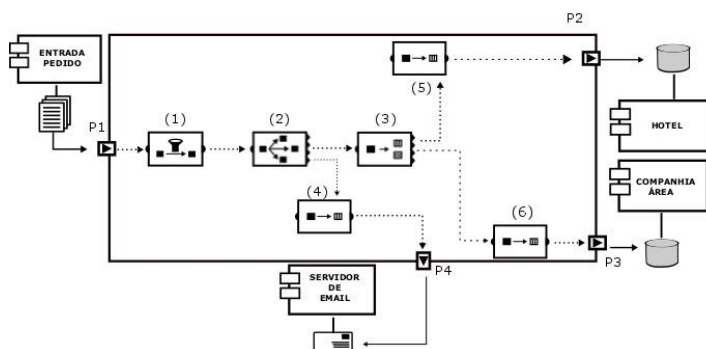 P2
ENTRADA
PEDIDO
(5)
P1
(1)
(2)
(3)
HOTEL
COMPANHIA
ÁREA
(4)
(6)
P4
P3
SERVIDOR
DE
EMAIL